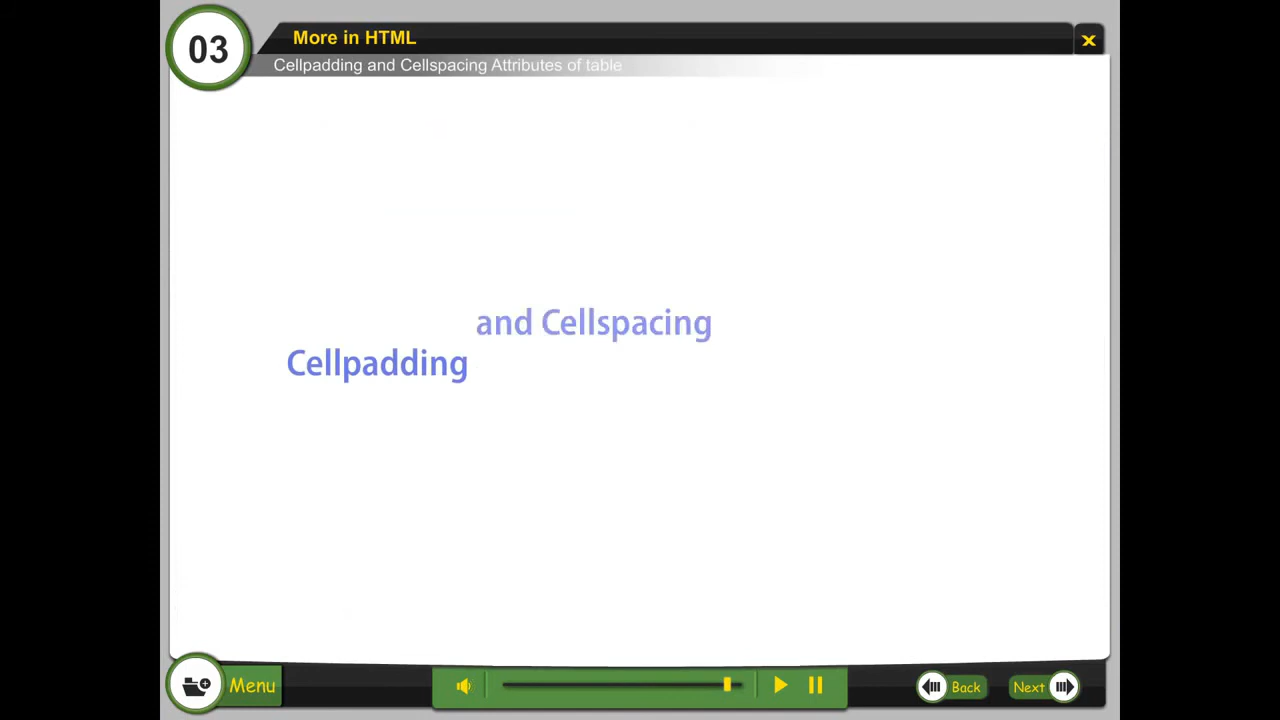 03
More in HTML
x
Cellpadding and Cellspacing Attributes of table
and Cellspacing
Cellpadding
Menu
Back
Next